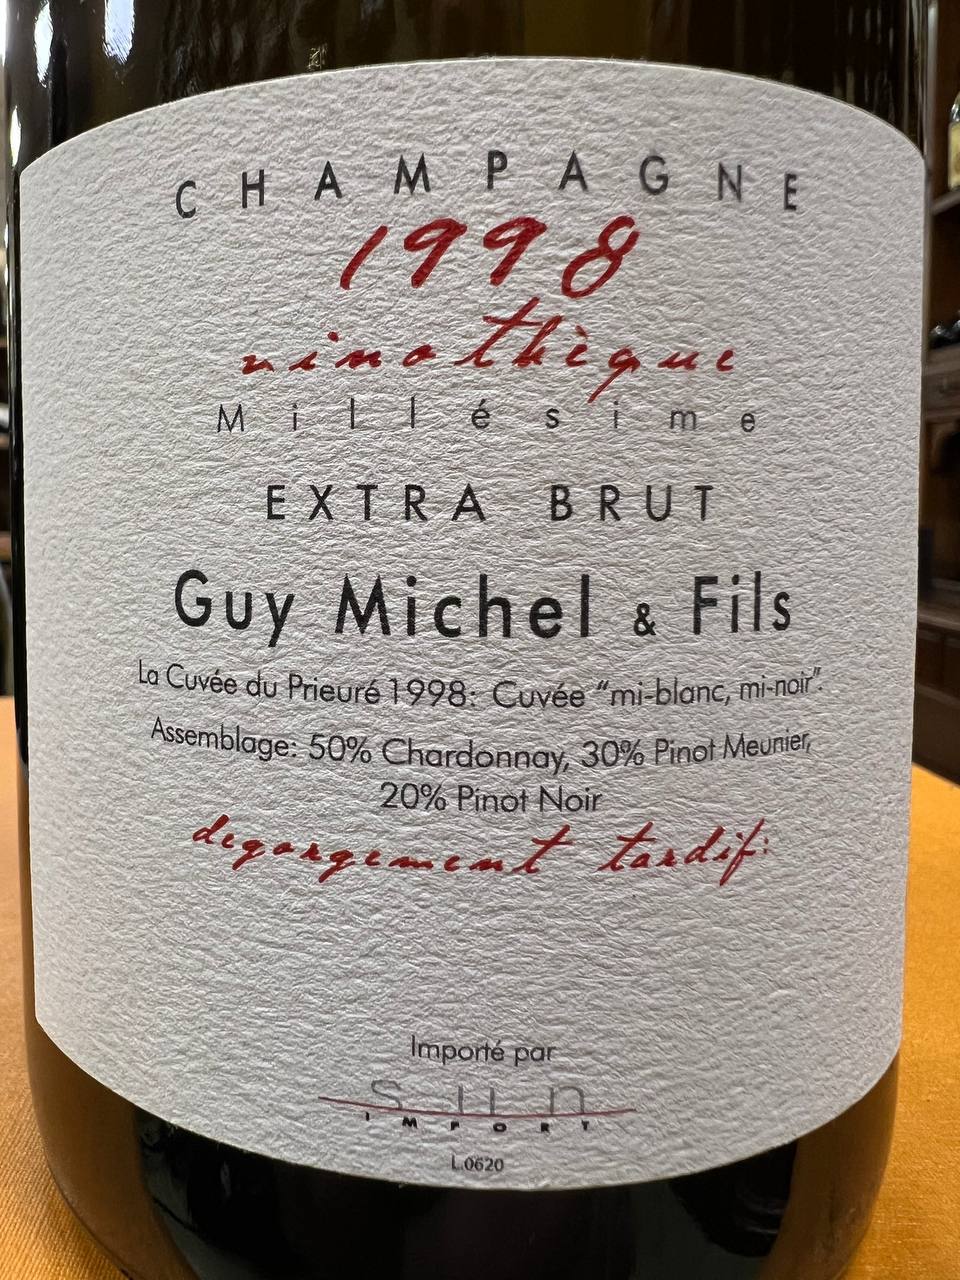 CHAMPAGNE
1998
vinothèque
Millésime
EXTRA BRUT
Guy Michel & Fils
La Cuvée du Prieuré 1998: Cuvée “mi-blanc, mi-noir”.
Assemblage: 50% Chardonnay, 30% Pinot Meunier,
20% Pinot Noir
degorgement tardif:
Importé par
sun
IMPORT
L.0620